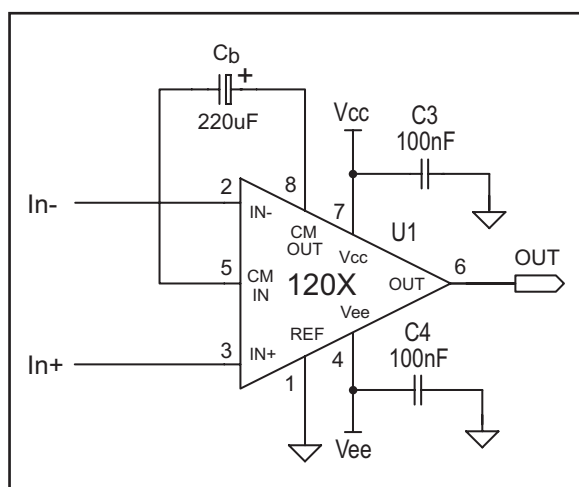 Cb
+
220uF
Vcc
C3
100nF
2
8
7
In-
IN-
CM
OUT
Vcc
U1
5
CM
IN
120X
OUT
6
OUT
Vee
REF
C4
100nF
In+
3
IN+
1
4
Vee